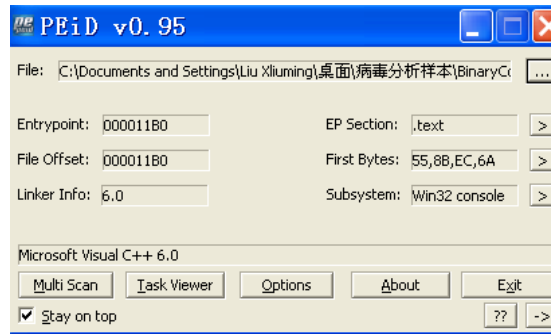 PEiD v0.95
File: C:\Documents and Settings\Liu Xliuming\桌面\病毒分析样本\BinaryCo ...
Entrypoint: 000011B0 EP Section: .text >
File Offset: 000011B0 First Bytes: 55,8B,EC,6A >
Linker Info: 6.0 Subsystem: Win32 console >
Microsoft Visual C++ 6.0
Multi Scan Task Viewer Options About Exit
Stay on top ?? ->